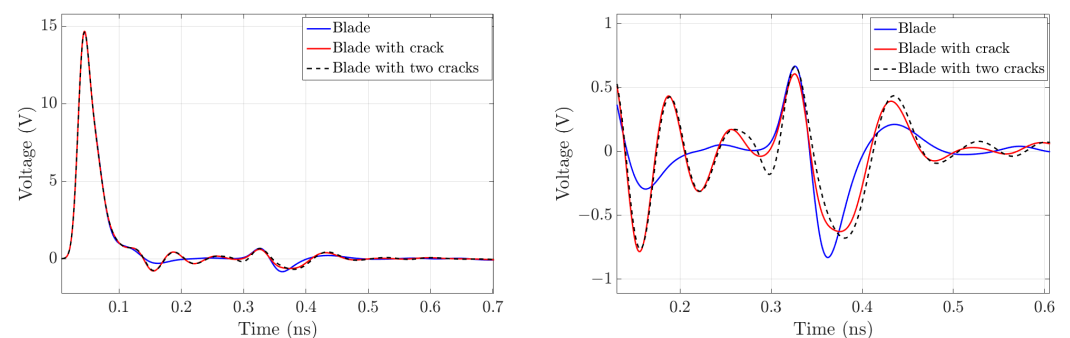 15
10
5
0
Voltage (V)
0.1 0.2 0.3 0.4 0.5 0.6 0.7
Time (ns)
Blade
Blade with crack
Blade with two cracks
1
0.5
0
−0.5
−1
Voltage (V)
0.2 0.3 0.4 0.5 0.6
Time (ns)
Blade
Blade with crack
Blade with two cracks